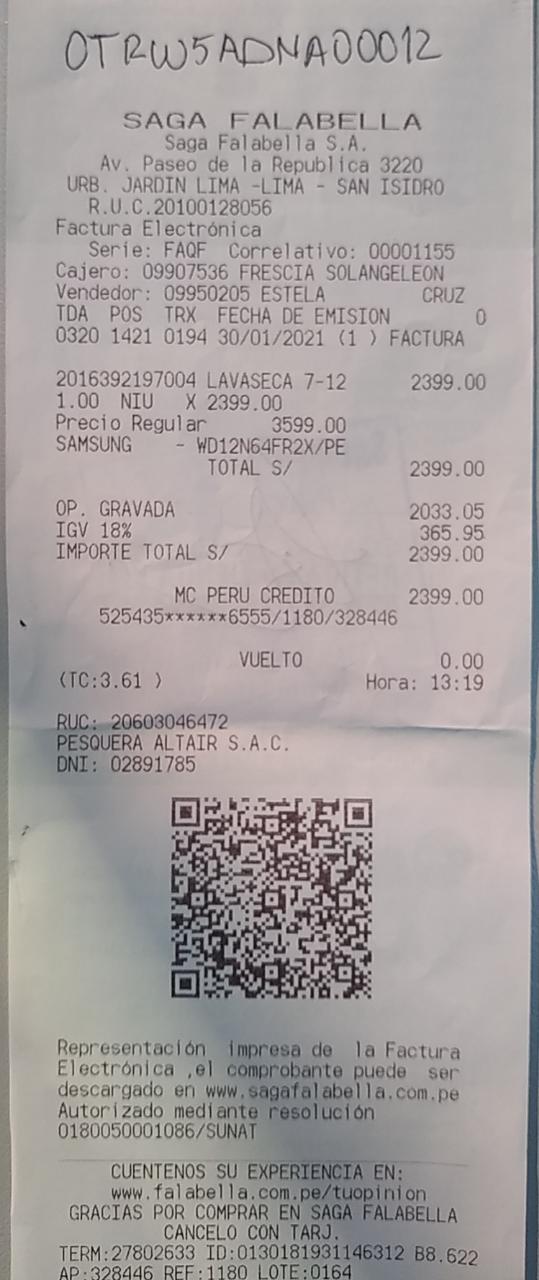 OTRW5ADNA00012
SAGA FALABELLA
Saga Falabella S.A.
Av. Paseo de la Republica 3220
URB. JARDIN LIMA -LIMA - SAN ISIDRO
R.U.C.20100128056
Factura Electrónica
Serie: FAQF Correlativo: 00001155
Cajero: 09907536 FRESCIA SOLANGELEON
Vendedor: 09950205 ESTELA CRUZ
TDA POS TRX FECHA DE EMISION 0
0320 1421 0194 30/01/2021 (1 ) FACTURA
2016392197004 LAVASECA 7-12 2399.00
1.00 NIU X 2399.00
Precio Regular 3599.00
SAMSUNG - WD12N64FR2X/PE
TOTAL S/ 2399.00
OP. GRAVADA 2033.05
IGV 18% 365.95
IMPORTE TOTAL S/ 2399.00
MC PERU CREDITO 2399.00
525435******6555/1180/328446
VUELTO 0.00
(TC:3.61 ) Hora: 13:19
RUC: 20603046472
PESQUERA ALTAIR S.A.C.
DNI: 02891785
Representación impresa de la Factura
Electrónica ,el comprobante puede ser
descargado en www.sagafalabella.com.pe
Autorizado mediante resolución
0180050001086/SUNAT
CUENTENOS SU EXPERIENCIA EN:
www.falabella.com.pe/tuopinion
GRACIAS POR COMPRAR EN SAGA FALABELLA
CANCELO CON TARJ.
TERM:27802633 ID:0130181931146312 B8.622
AP:328446 REF:1180 LOTE:0164